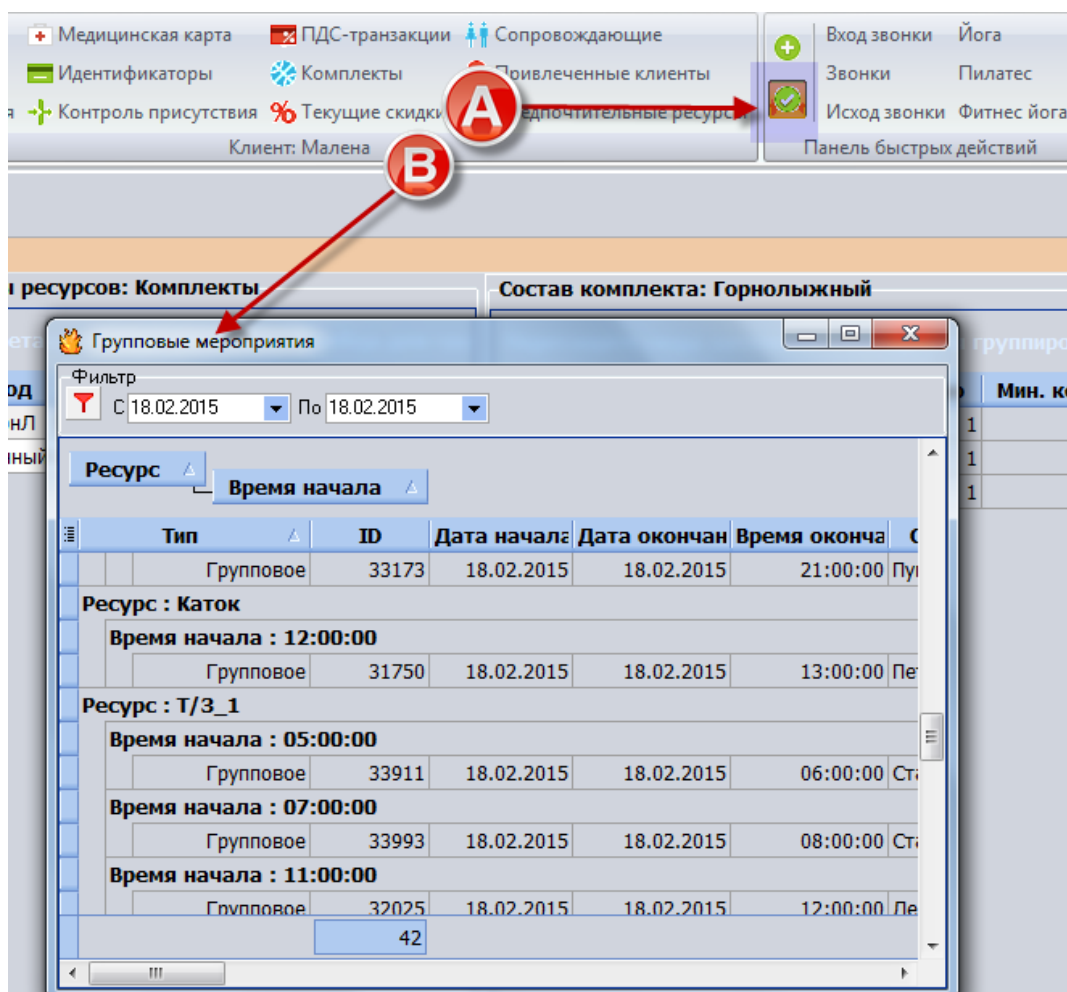 Медицинская карта ПДС-транзакции Сопровождающие Вход звонки Йога
Идентификаторы Комплекты Привлеченные клиенты Звонки Пилатес
я Контроль присутствия % Текущие скидки A ресурсы Исход звонки Фитнес йога
Клиент: Малена Панель быстрых действий
B
ресурсов: Комплекты Состав комплекта: Горнолыжный
Групповые мероприятия
Фильтр
С 18.02.2015 По 18.02.2015
од Мин.
Ресурс
Время начала
1
1
1
Тип ID Дата начала Дата окончан Время оконча
Групповое 33173 18.02.2015 18.02.2015 21:00:00
Ресурс : Каток
Время начала : 12:00:00
Групповое 31750 18.02.2015 18.02.2015 13:00:00
Ресурс : Т/З_1
Время начала : 05:00:00
Групповое 33911 18.02.2015 18.02.2015 06:00:00
Время начала : 07:00:00
Групповое 33993 18.02.2015 18.02.2015 08:00:00
Время начала : 11:00:00
Групповое 32025 18.02.2015 18.02.2015 12:00:00 Ле
42